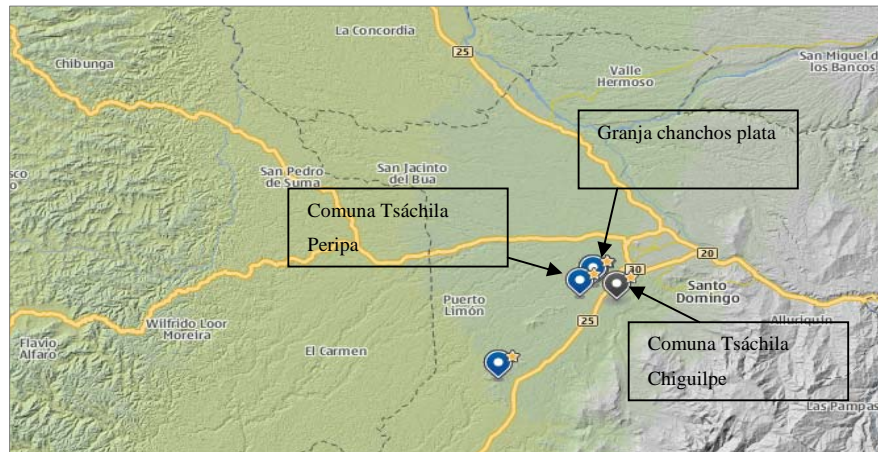 La Concordia
25
Chibunga
San Miguel d
los Bancos
Valle
Hermoso
Granja chanchos plata
San Pedro
de Suma
San Jacinto
del Bua
Comuna Tsáchila
Peripa
20
Santo
Domingo
Puerto
Limón
25
Alluriquín
Wilfrido Loor
Moreira
Flavio
Alfaro
El Carmen
Comuna Tsáchila
Chiguilpe
Las Pampas